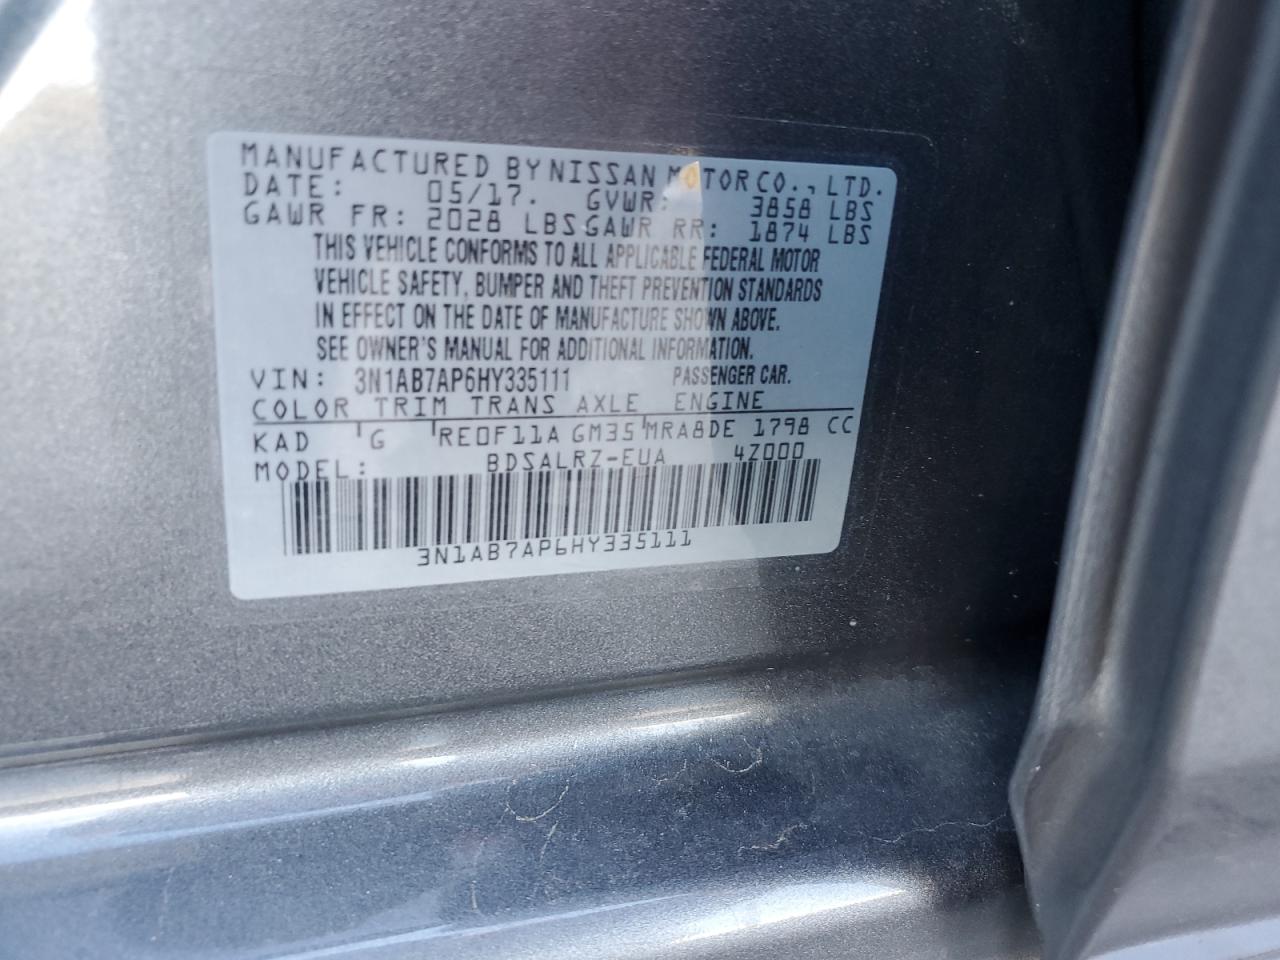 MANUFACTURED BY NISSAN MOTOR CO., LTD.
DATE: 05/17. GVWR: 3858 LBS
GAWR FR: 2028 LBS GAWR RR: 1874 LBS
THIS VEHICLE CONFORMS TO ALL APPLICABLE FEDERAL MOTOR
VEHICLE SAFETY, BUMPER AND THEFT PREVENTION STANDARDS
IN EFFECT ON THE DATE OF MANUFACTURE SHOWN ABOVE.
SEE OWNER'S MANUAL FOR ADDITIONAL INFORMATION.
VIN: 3N1AB7AP6HY335111 PASSENGER CAR.
COLOR TRIM TRANS AXLE ENGINE
KAD G RE0F11A GM35 MRA8DE 1798 CC
MODEL: BDSALRZ-EUA 4Z000
3N1AB7AP6HY335111